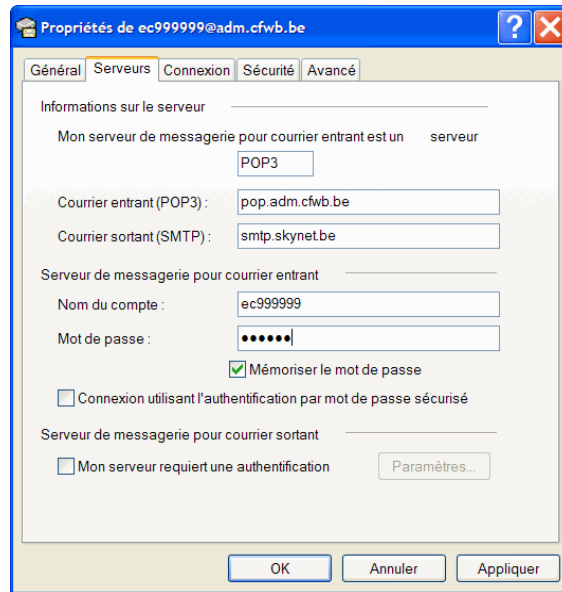 Propriétés de ec999999@adm.cfwb.be
Général Serveurs Connexion Sécurité Avancé
Informations sur le serveur
Mon serveur de messagerie pour courrier entrant est un serveur
POP3
Courrier entrant (POP3) : pop.adm.cfwb.be
Courrier sortant (SMTP) : smtp.skynet.be
Serveur de messagerie pour courrier entrant
Nom du compte : ec999999
Mot de passe : ●●●●●●
Mémoriser le mot de passe
Connexion utilisant l'authentification par mot de passe sécurisé
Serveur de messagerie pour courrier sortant
Mon serveur requiert une authentification Paramètres...
OK Annuler Appliquer